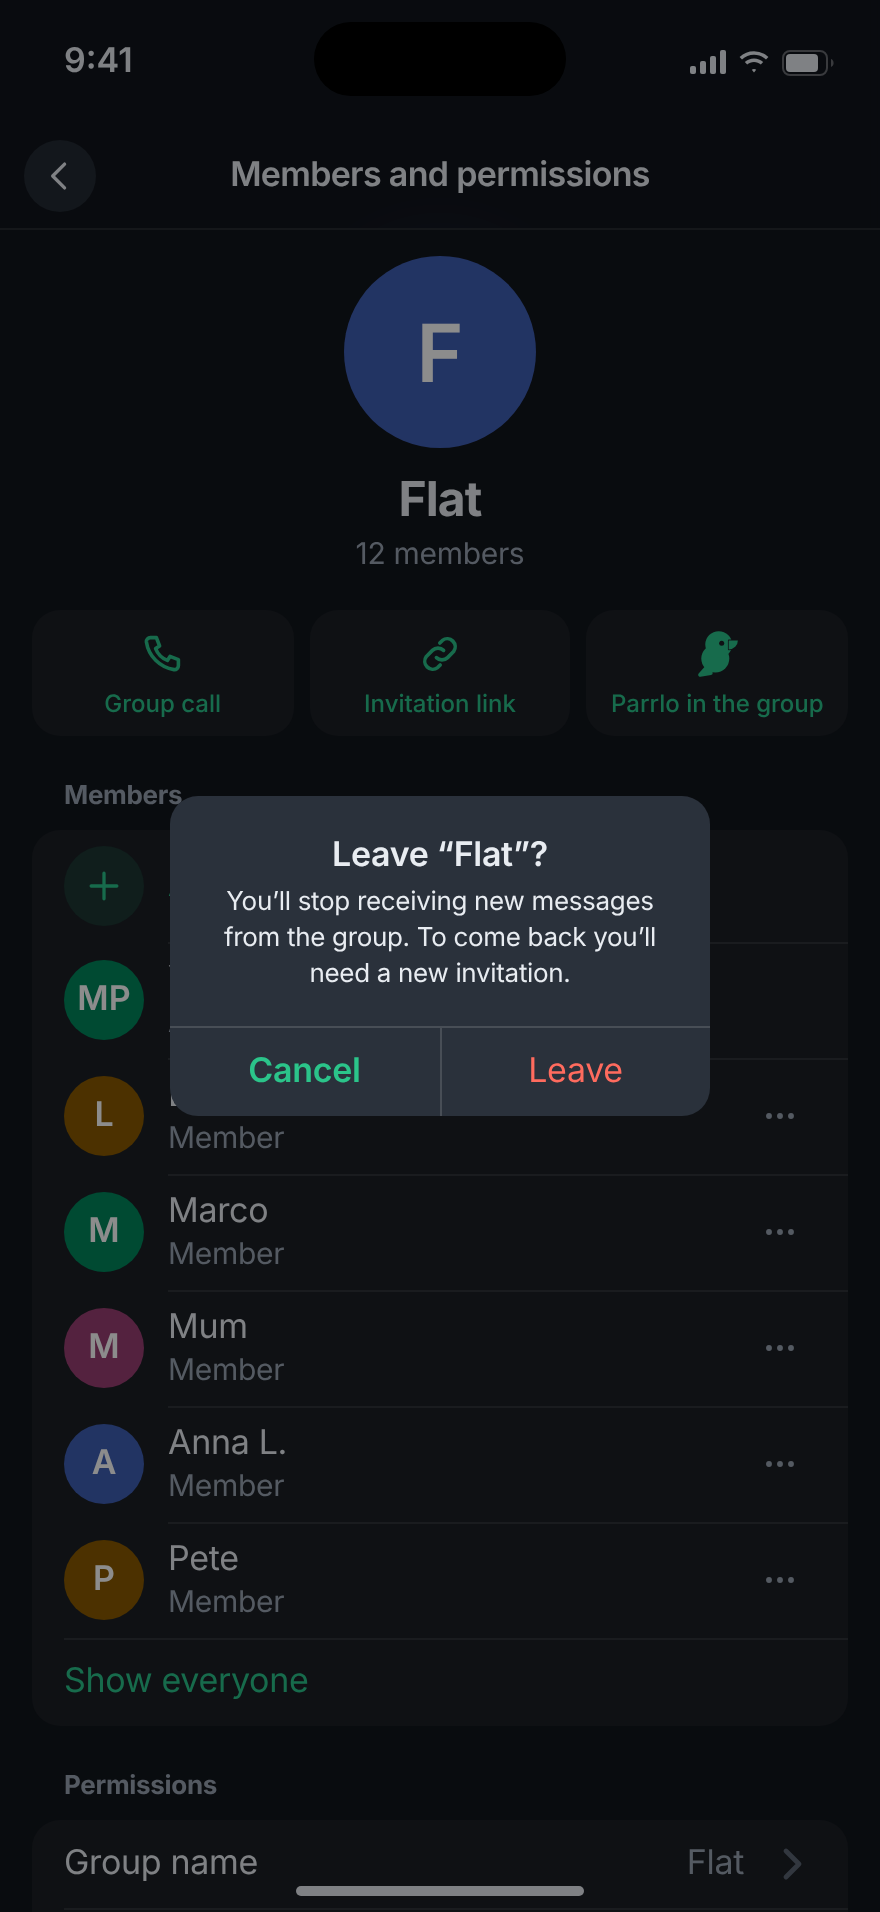 9:41
Members and permissions
F
Flat
12 members
Group call
Invitation link
Parrlo in the group
Members
Leave “Flat”?
You’ll stop receiving new messages
from the group. To come back you’ll
need a new invitation.
Cancel
Leave
MP
L
Member
M
Marco
Member
M
Mum
Member
A
Anna L.
Member
P
Pete
Member
Show everyone
Permissions
Group name
Flat